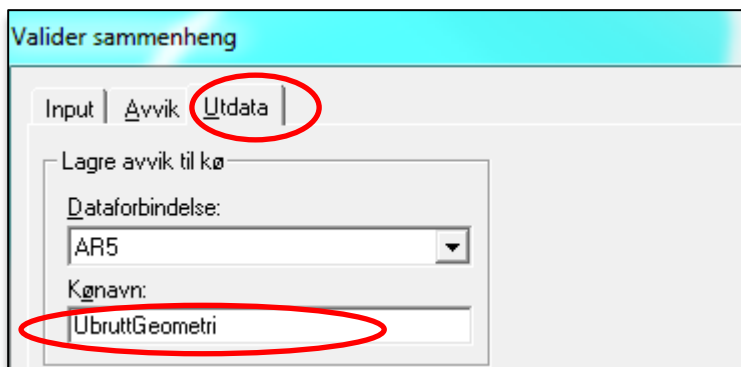 Valider sammenheng
Input Avvik Utdata
Lagre avvik til kø
Dataforbindelse:
AR5
Kønavn:
UbruttGeometri